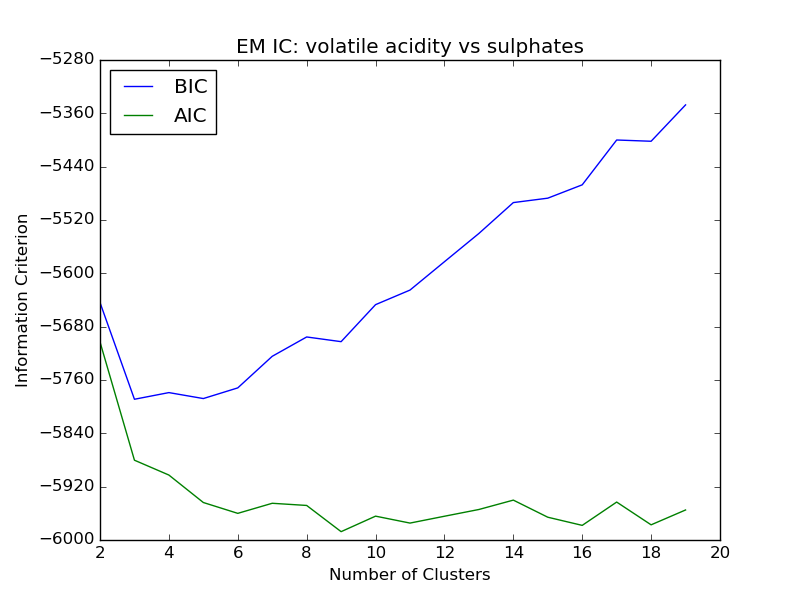 EM IC: volatile acidity vs sulphates
BIC
AIC
−5280
−5360
−5440
−5520
−5600
−5680
−5760
−5840
−5920
−6000
Information Criterion
2 4 6 8 10 12 14 16 18 20
Number of Clusters